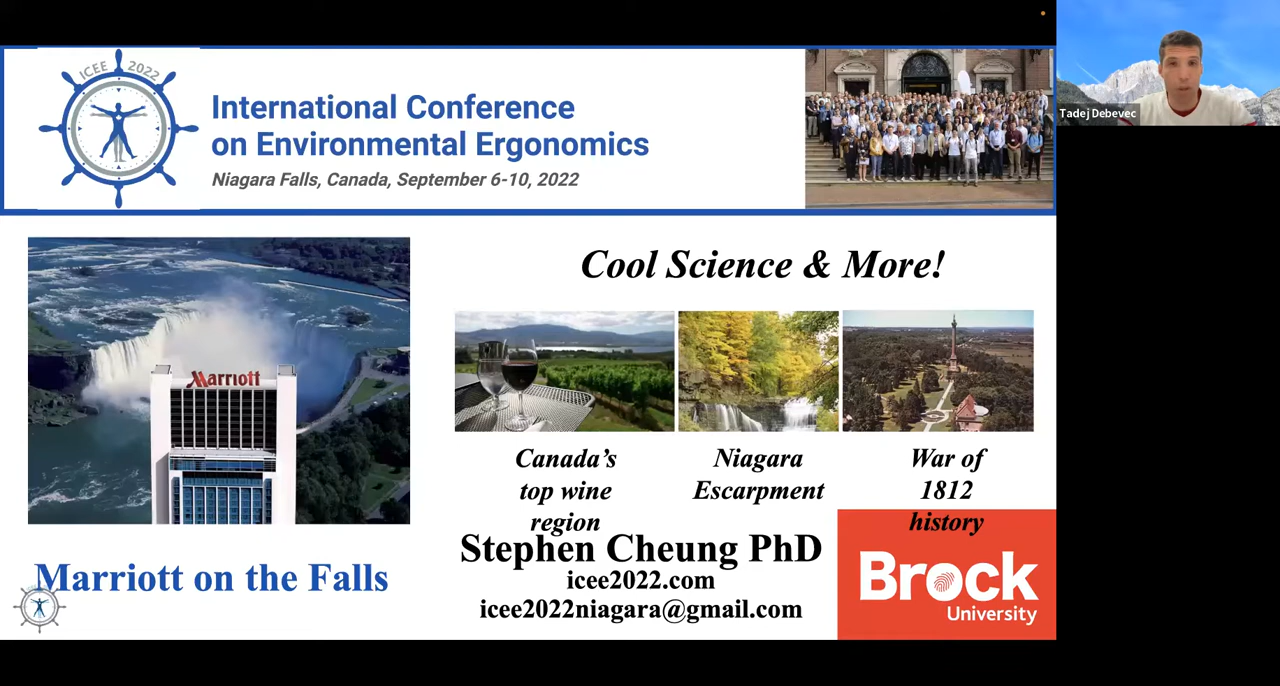 ICEE 2022
International Conference
on Environmental Ergonomics
Niagara Falls, Canada, September 6-10, 2022
Tadej Debevec
Cool Science & More!
Marriott
Canada's
top wine
region
Niagara
Escarpment
War of
1812
history
Marriott on the Falls
Stephen Cheung PhD
icee2022.com
icee2022niagara@gmail.com
Brock
University